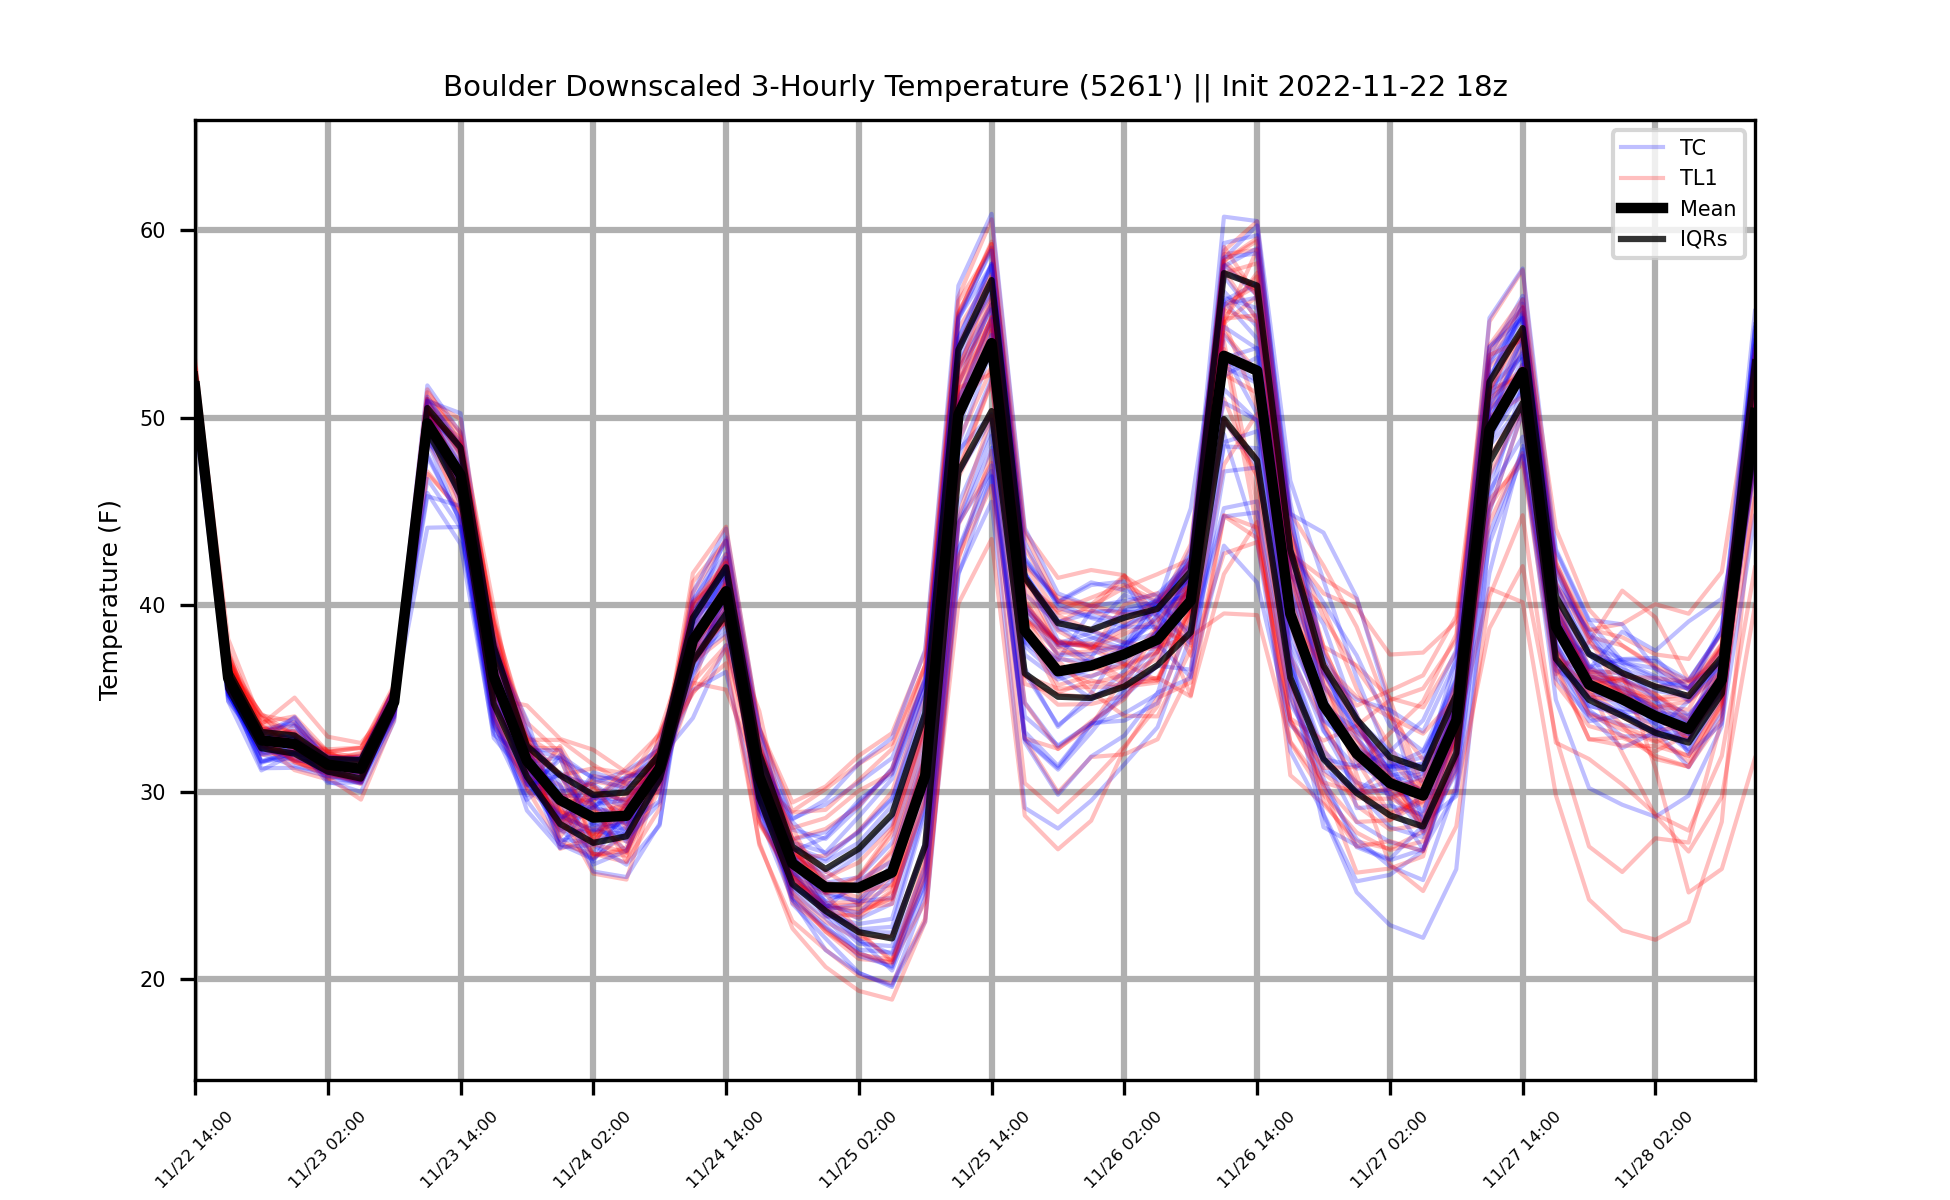 Boulder Downscaled 3-Hourly Temperature (5261') || Init 2022-11-22 18z
TC
TL1
Mean
IQRs
Temperature (F)
60
50
40
30
20
11/22 14:00
11/23 02:00
11/23 14:00
11/24 02:00
11/24 14:00
11/25 02:00
11/25 14:00
11/26 02:00
11/26 14:00
11/27 02:00
11/27 14:00
11/28 02:00